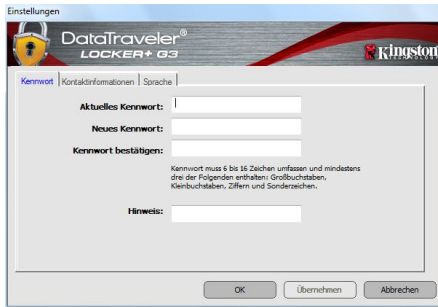 Einstellungen
DataTraveler®
LOCKER+ G3
Kingston
TECHNOLOGY
Kennwort Kontaktinformationen Sprache
Aktuelles Kennwort:
Neues Kennwort:
Kennwort bestätigen:
Kennwort muss 6 bis 16 Zeichen umfassen und mindestens
drei der Folgenden enthalten: Großbuchstaben,
Kleinbuchstaben, Ziffern und Sonderzeichen.
Hinweis:
OK Übernehmen Abbrechen